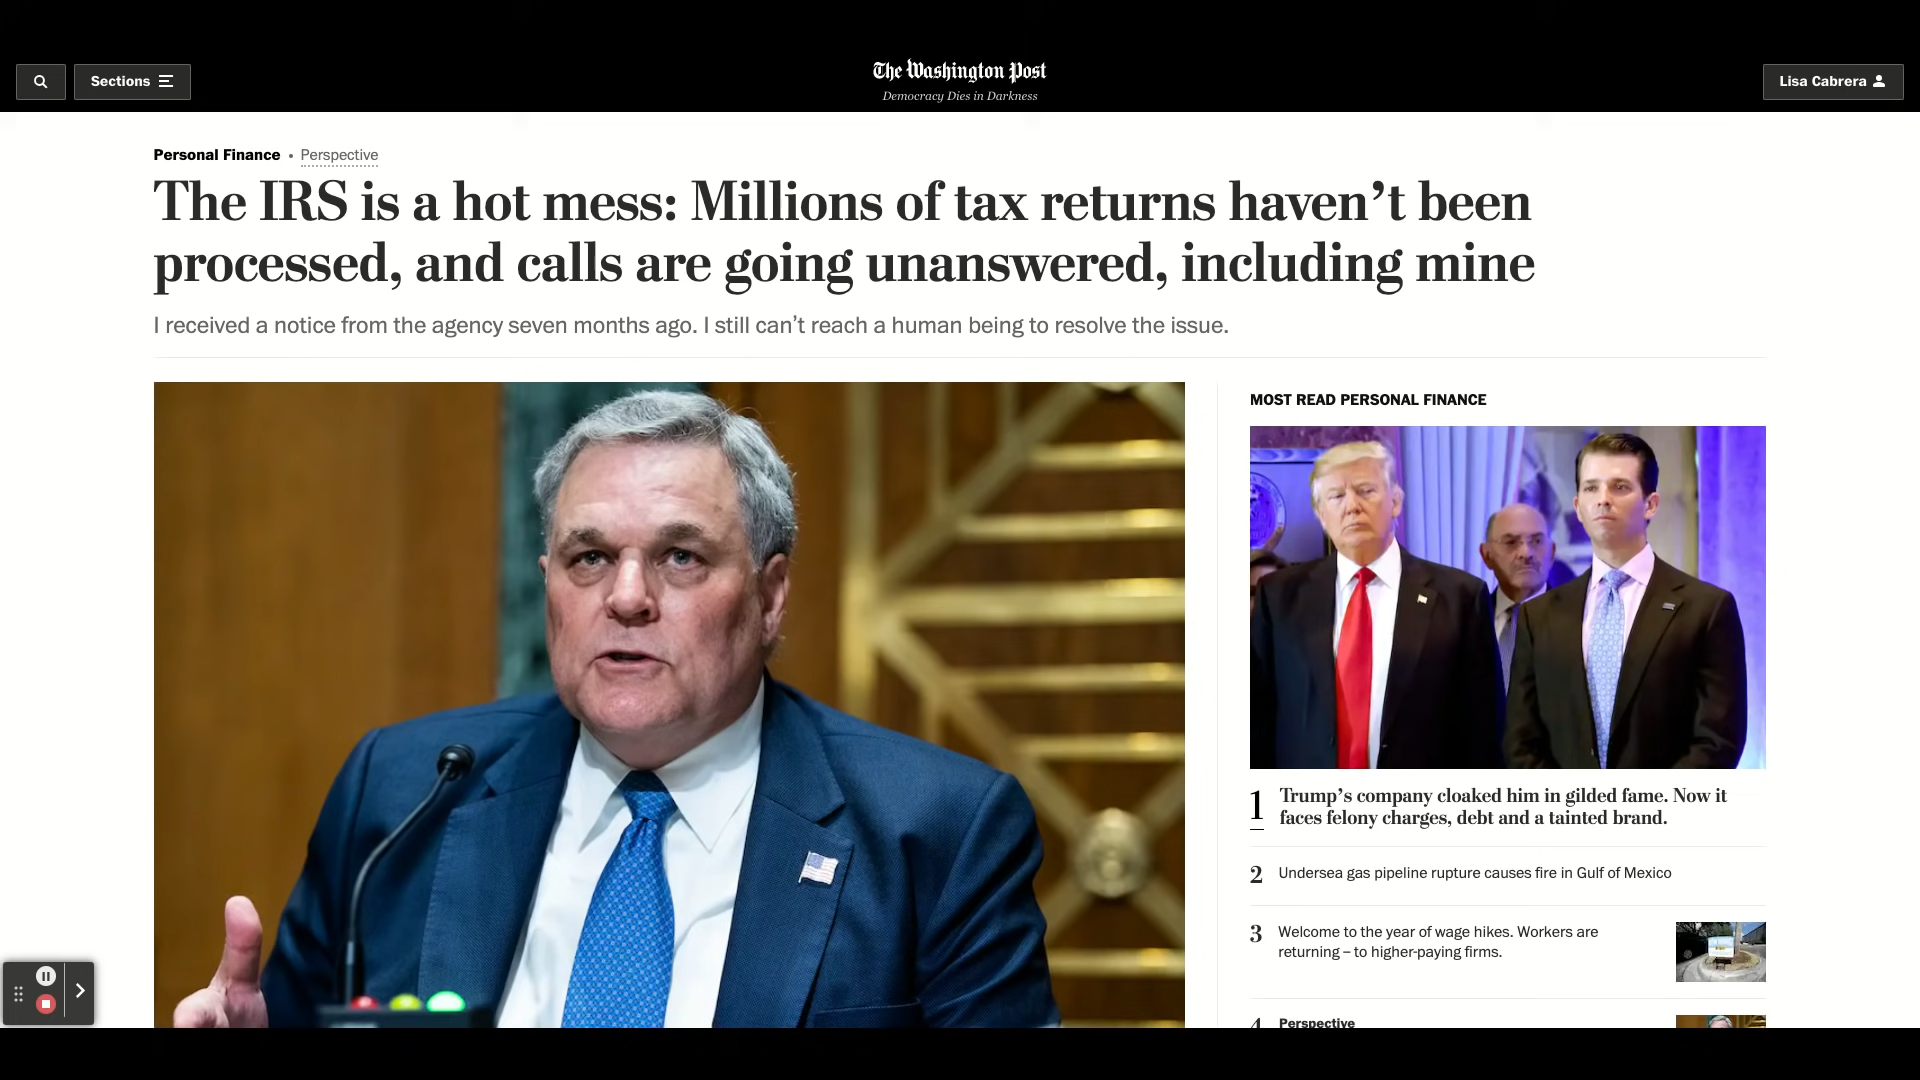 Sections
The Washington Post
Democracy Dies in Darkness
Lisa Cabrera
Personal Finance • Perspective
The IRS is a hot mess: Millions of tax returns haven’t been
processed, and calls are going unanswered, including mine
I received a notice from the agency seven months ago. I still can’t reach a human being to resolve the issue.
MOST READ PERSONAL FINANCE
1 Trump’s company cloaked him in gilded fame. Now it
faces felony charges, debt and a tainted brand.
2 Undersea gas pipeline rupture causes fire in Gulf of Mexico
3 Welcome to the year of wage hikes. Workers are
returning – to higher-paying firms.
4 Perspective